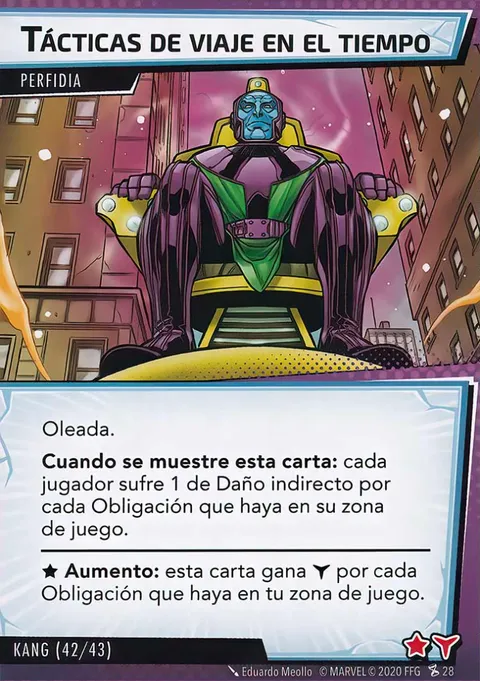 TÁCTICAS DE VIAJE EN EL TIEMPO
PERFIDIA
Oleada.
Cuando se muestre esta carta: cada
jugador sufre 1 de Daño indirecto por
cada Obligación que haya en su zona
de juego.
★ Aumento: esta carta gana por cada
Obligación que haya en tu zona de juego.
KANG (42/43)
Eduardo Meollo © MARVEL © 2020 FFG 28